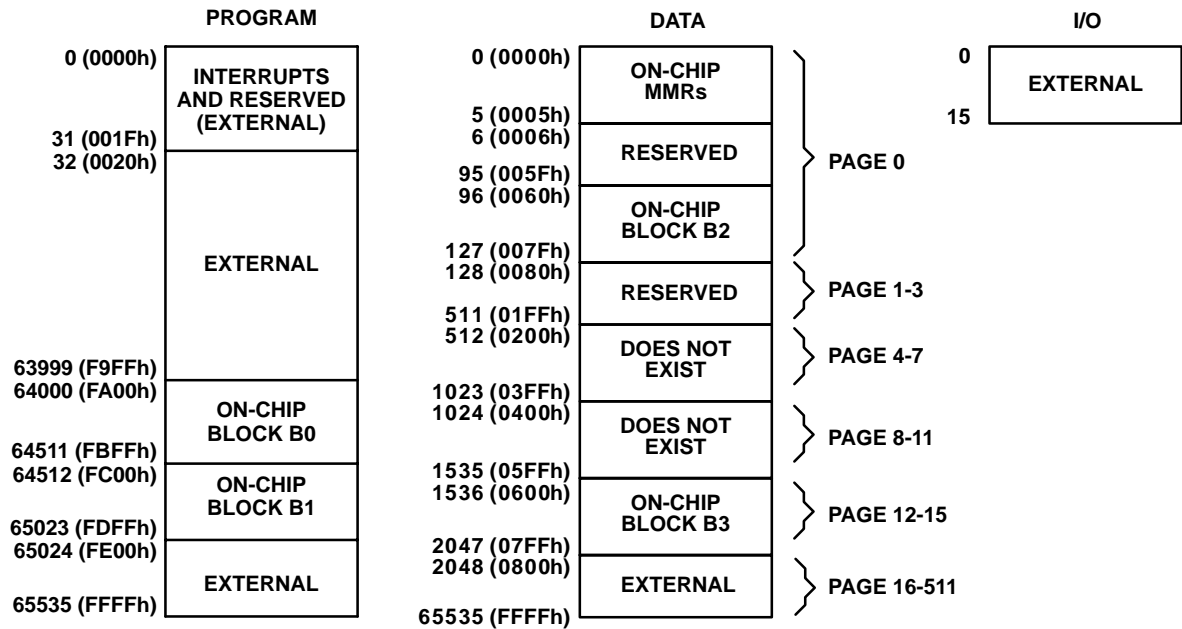 PROGRAM
0 (0000h)
INTERRUPTS
AND RESERVED
(EXTERNAL)
31 (001Fh)
32 (0020h)
EXTERNAL
63999 (F9FFh)
64000 (FA00h)
ON-CHIP
BLOCK B0
64511 (FBFFh)
64512 (FC00h)
ON-CHIP
BLOCK B1
65023 (FDFFh)
65024 (FE00h)
EXTERNAL
65535 (FFFFh)
DATA
0 (0000h)
ON-CHIP
MMRs
5 (0005h)
6 (0006h)
RESERVED
95 (005Fh)
96 (0060h)
ON-CHIP
BLOCK B2
127 (007Fh)
128 (0080h)
RESERVED
511 (01FFh)
512 (0200h)
DOES NOT
EXIST
1023 (03FFh)
1024 (0400h)
DOES NOT
EXIST
1535 (05FFh)
1536 (0600h)
ON-CHIP
BLOCK B3
2047 (07FFh)
2048 (0800h)
EXTERNAL
65535 (FFFFh)
PAGE 0
PAGE 1-3
PAGE 4-7
PAGE 8-11
PAGE 12-15
PAGE 16-511
I/O
0
EXTERNAL
15